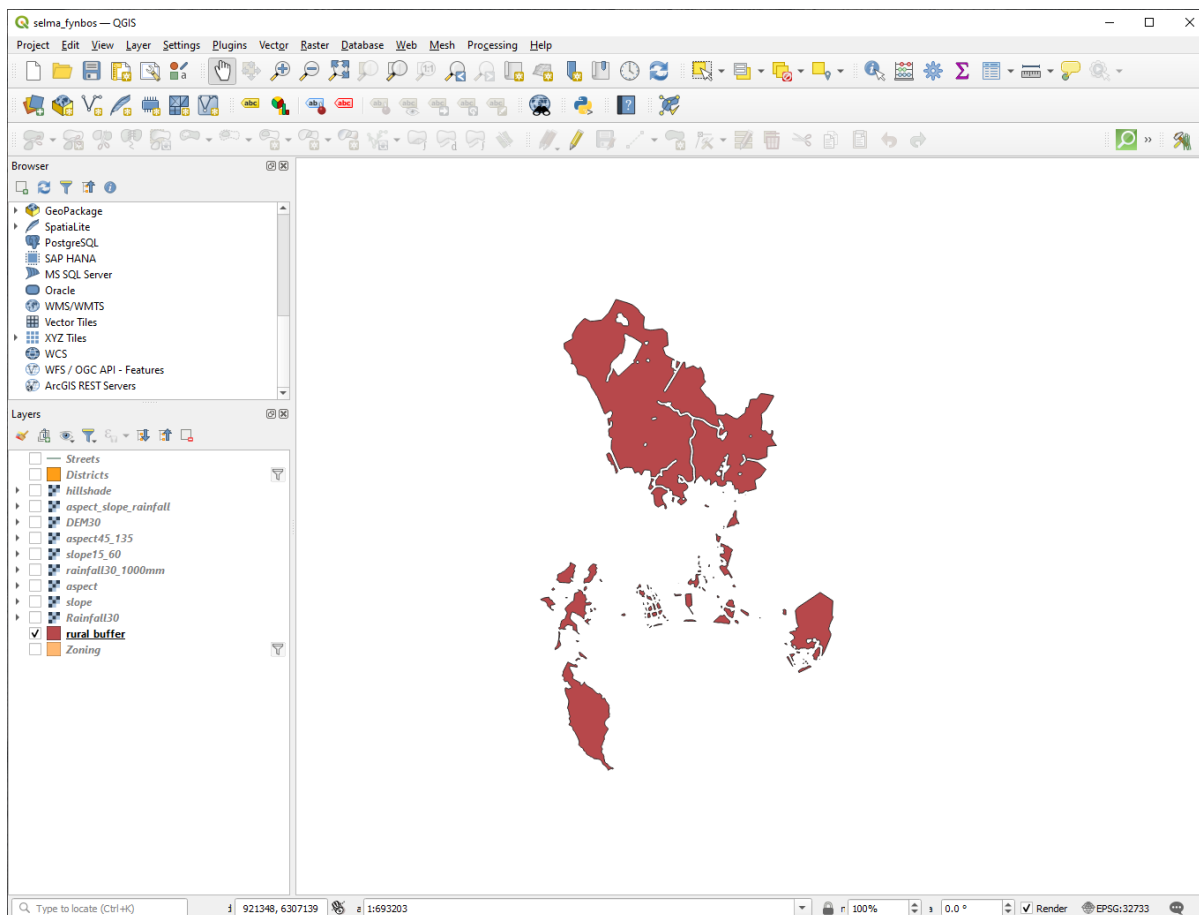 selma_fynbos — QGIS
Project Edit View Layer Settings Plugins Vector Raster Database Web Mesh Processing Help
abc
ab
abc
Browser
GeoPackage
SpatiaLite
PostgreSQL
SAP HANA
MS SQL Server
Oracle
WMS/WMTS
Vector Tiles
XYZ Tiles
WCS
WFS / OGC API - Features
ArcGIS REST Servers
Layers
Streets
Districts
hillshade
aspect_slope_rainfall
DEM30
aspect45_135
slope15_60
rainfall30_1000mm
aspect
slope
Rainfall30
rural buffer
Zoning
Type to locate (Ctrl+K) 921348, 6307139 1:693203 100% 0.0 ° Render EPSG:32733